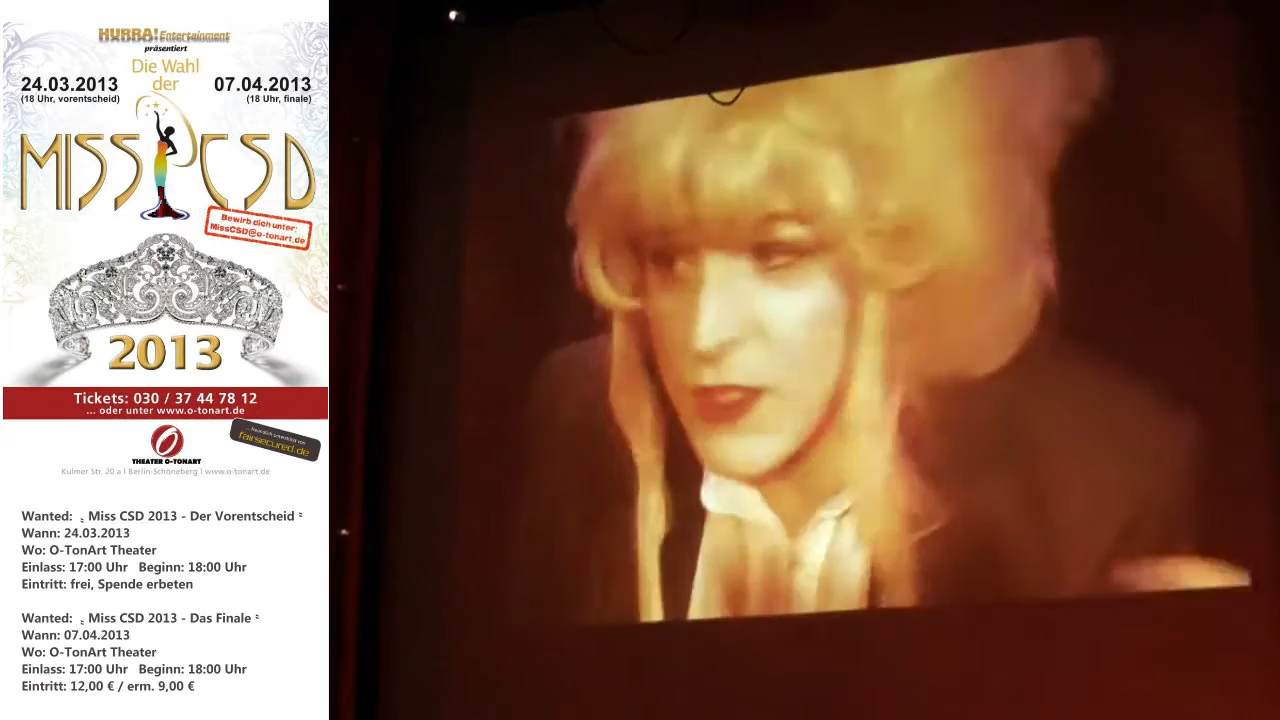 HURRA! Entertainment
präsentiert
Die Wahl
der
24.03.2013
(18 Uhr, vorentscheid)
07.04.2013
(18 Uhr, finale)
MISS CSD
Bewirb dich unter:
MissCSD@o-tonart.de
2013
Tickets: 030 / 37 44 78 12
... oder unter www.o-tonart.de
... freundlich unterstützt von
fairsecured.de
THEATER O-TONART
Kulmer Str. 20 a | Berlin-Schöneberg | www.o-tonart.de
Wanted: „ Miss CSD 2013 - Der Vorentscheid “
Wann: 24.03.2013
Wo: O-TonArt Theater
Einlass: 17:00 Uhr Beginn: 18:00 Uhr
Eintritt: frei, Spende erbeten
Wanted: „ Miss CSD 2013 - Das Finale “
Wann: 07.04.2013
Wo: O-TonArt Theater
Einlass: 17:00 Uhr Beginn: 18:00 Uhr
Eintritt: 12,00 € / erm. 9,00 €